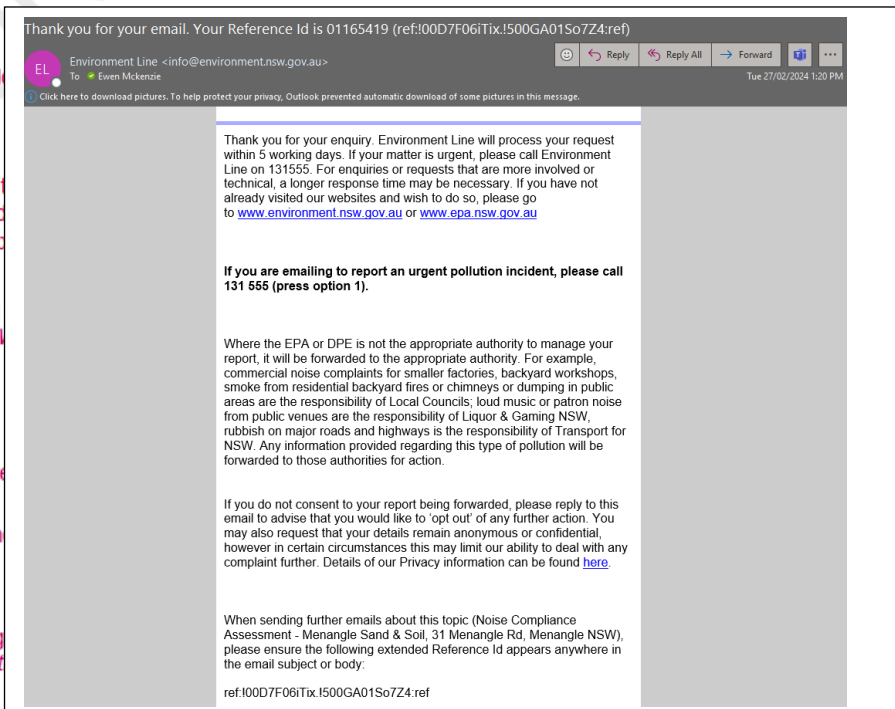 Thank you for your email. Your Reference Id is 01165419 (ref:!00D7F06iTix.!500GA01So7Z4:ref)
EL
Environment Line <info@environment.nsw.gov.au>
To Ewen Mckenzie
Reply
Reply All
Forward
Tue 27/02/2024 1:20 PM
Click here to download pictures. To help protect your privacy, Outlook prevented automatic download of some pictures in this message.
Thank you for your enquiry. Environment Line will process your request
within 5 working days. If your matter is urgent, please call Environment
Line on 131555. For enquiries or requests that are more involved or
technical, a longer response time may be necessary. If you have not
already visited our websites and wish to do so, please go
to www.environment.nsw.gov.au or www.epa.nsw.gov.au
If you are emailing to report an urgent pollution incident, please call
131 555 (press option 1).
Where the EPA or DPE is not the appropriate authority to manage your
report, it will be forwarded to the appropriate authority. For example,
commercial noise complaints for smaller factories, backyard workshops,
smoke from residential backyard fires or chimneys or dumping in public
areas are the responsibility of Local Councils; loud music or patron noise
from public venues are the responsibility of Liquor & Gaming NSW,
rubbish on major roads and highways is the responsibility of Transport for
NSW. Any information provided regarding this type of pollution will be
forwarded to those authorities for action.
If you do not consent to your report being forwarded, please reply to this
email to advise that you would like to ‘opt out’ of any further action. You
may also request that your details remain anonymous or confidential,
however in certain circumstances this may limit our ability to deal with any
complaint further. Details of our Privacy information can be found here.
When sending further emails about this topic (Noise Compliance
Assessment - Menangle Sand & Soil, 31 Menangle Rd, Menangle NSW),
please ensure the following extended Reference Id appears anywhere in
the email subject or body:
ref:!00D7F06iTix.!500GA01So7Z4:ref